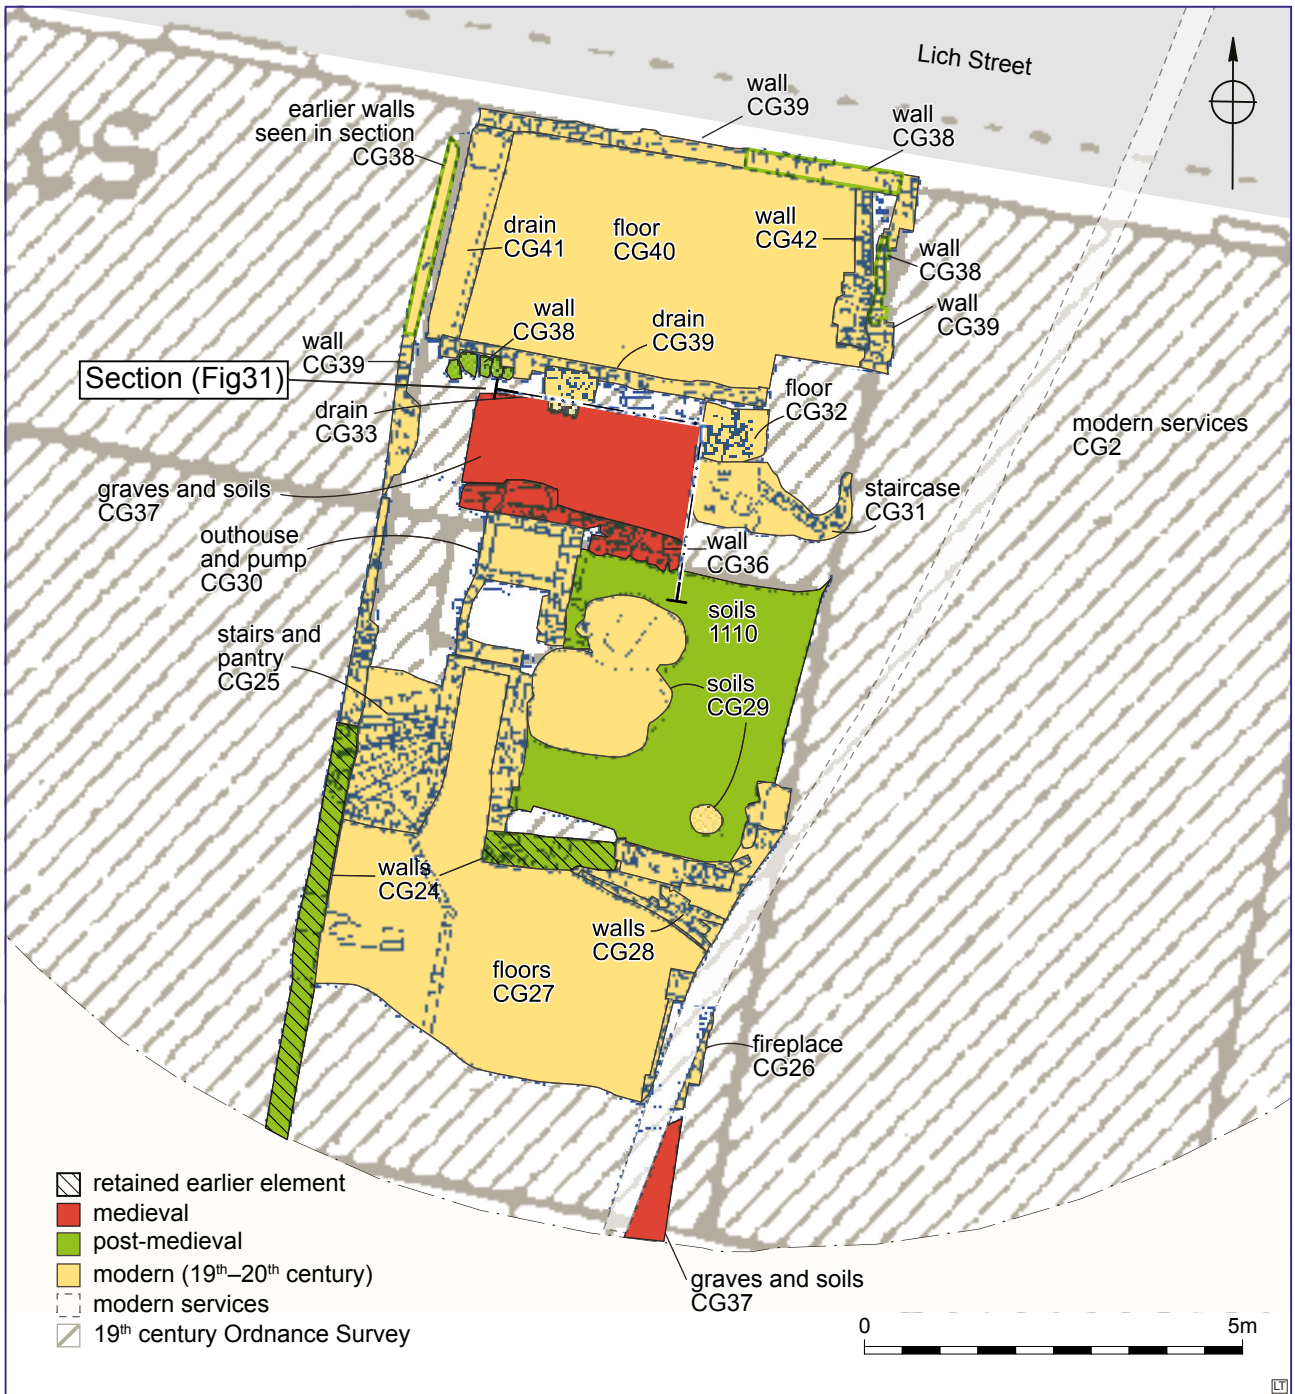 Lich Street
wall
CG39
wall
CG38
earlier walls
seen in section
CG38
es
drain
CG41
floor
CG40
wall
CG42
wall
CG38
wall
CG39
wall
CG38
drain
CG39
wall
CG39
Section (Fig31)
drain
CG33
floor
CG32
modern services
CG2
graves and soils
CG37
staircase
CG31
outhouse
and pump
CG30
wall
CG36
soils
1110
stairs and
pantry
CG25
soils
CG29
walls
CG24
walls
CG28
floors
CG27
fireplace
CG26
retained earlier element
medieval
post-medieval
modern (19th–20th century)
modern services
19th century Ordnance Survey
graves and soils
CG37
0 5m
LT